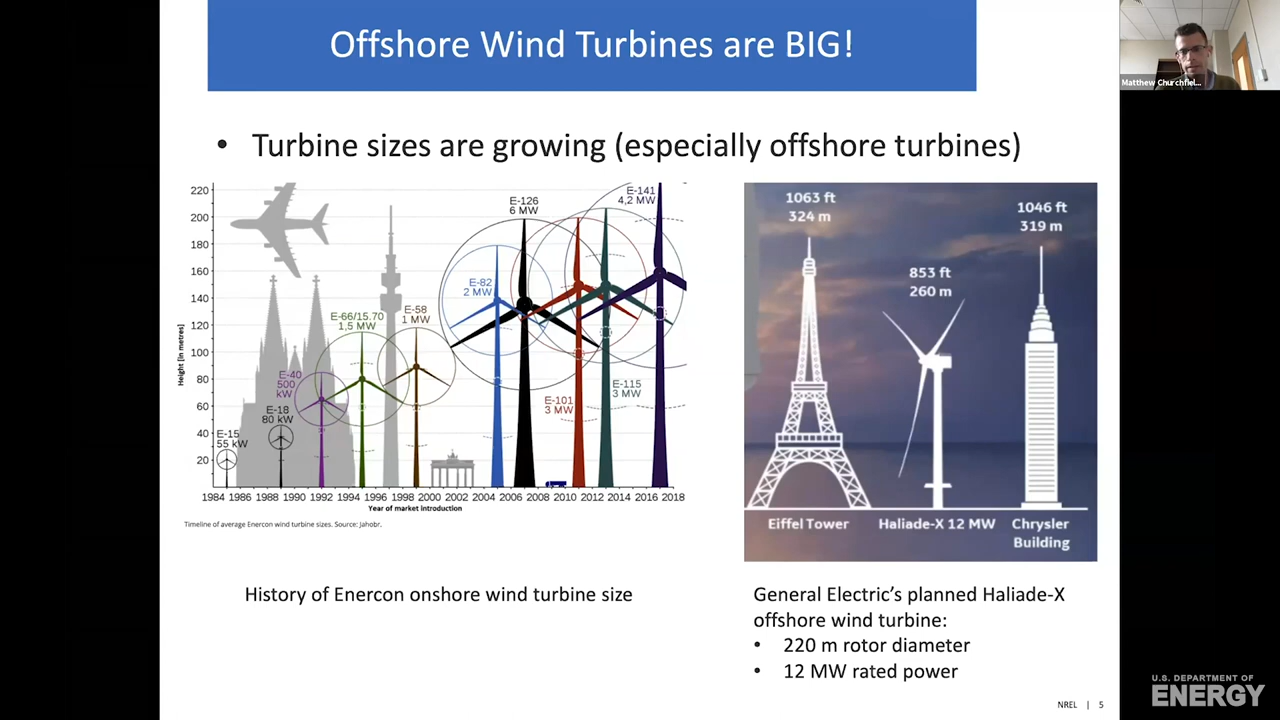 Offshore Wind Turbines are BIG!
Matthew Churchfiel...
• Turbine sizes are growing (especially offshore turbines)
Height [in metres]
220
200
180
160
140
120
100
80
60
40
20
E-15
55 kW
E-18
80 kW
E-40
500
kW
E-66/15.70
1,5 MW
E-58
1 MW
E-82
2 MW
E-126
6 MW
E-101
3 MW
E-115
3 MW
E-141
4,2 MW
1984 1986 1988 1990 1992 1994 1996 1998 2000 2002 2004 2006 2008 2010 2012 2014 2016 2018
Year of market introduction
Timeline of average Enercon wind turbine sizes. Source: Jahobr.
History of Enercon onshore wind turbine size
1063 ft
324 m
853 ft
260 m
1046 ft
319 m
Eiffel Tower
Haliade-X 12 MW
Chrysler
Building
General Electric’s planned Haliade-X
offshore wind turbine:
• 220 m rotor diameter
• 12 MW rated power
NREL | 5
U.S. DEPARTMENT OF
ENERGY